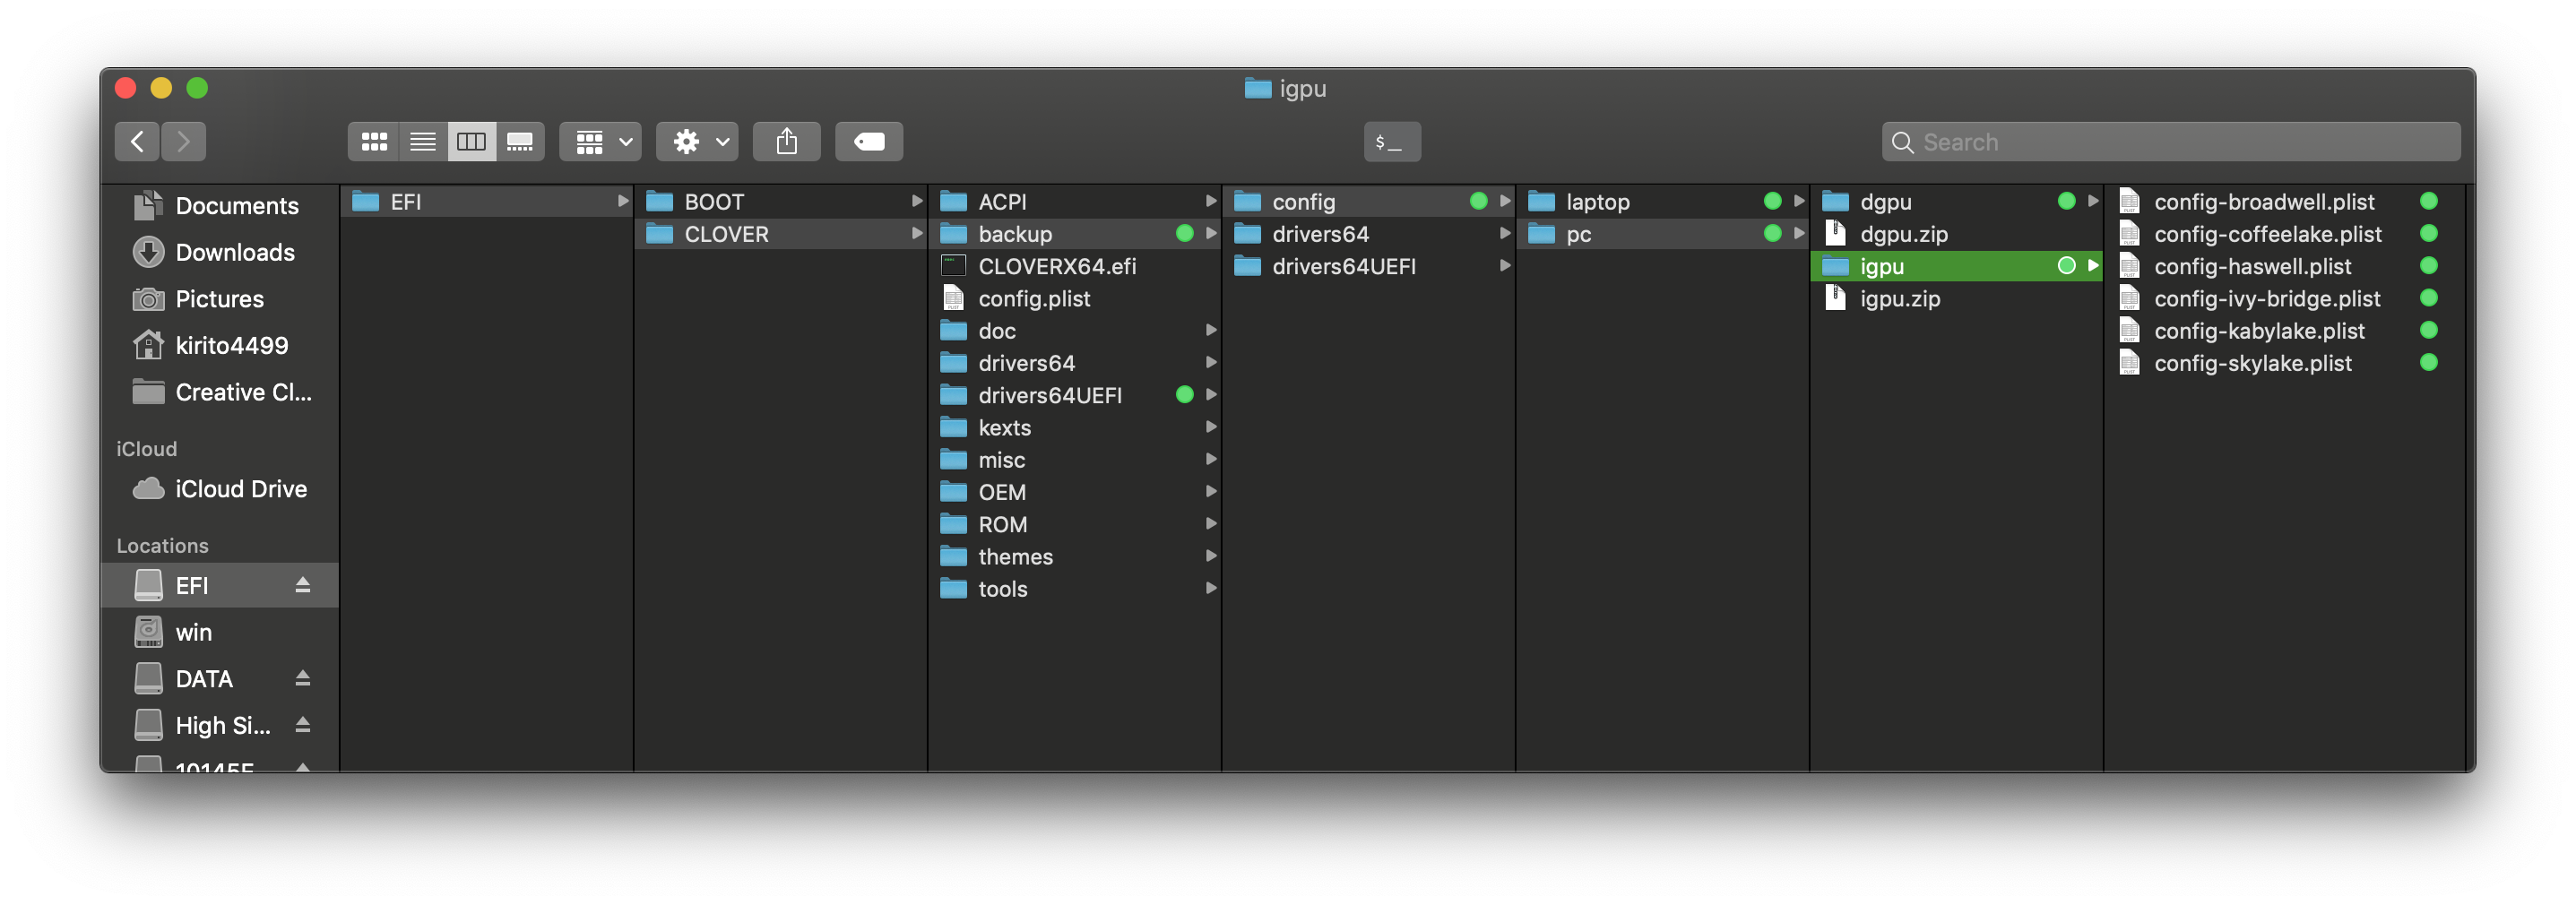 igpu
$ _
Search
Documents
Downloads
Pictures
kirito4499
Creative Cl...
iCloud
iCloud Drive
Locations
EFI
win
DATA
High Si...
EFI
BOOT
CLOVER
ACPI
backup
CLOVERX64.efi
config.plist
doc
drivers64
drivers64UEFI
kexts
misc
OEM
ROM
themes
tools
config
drivers64
drivers64UEFI
laptop
pc
dgpu
dgpu.zip
igpu
igpu.zip
config-broadwell.plist
config-coffeelake.plist
config-haswell.plist
config-ivy-bridge.plist
config-kabylake.plist
config-skylake.plist